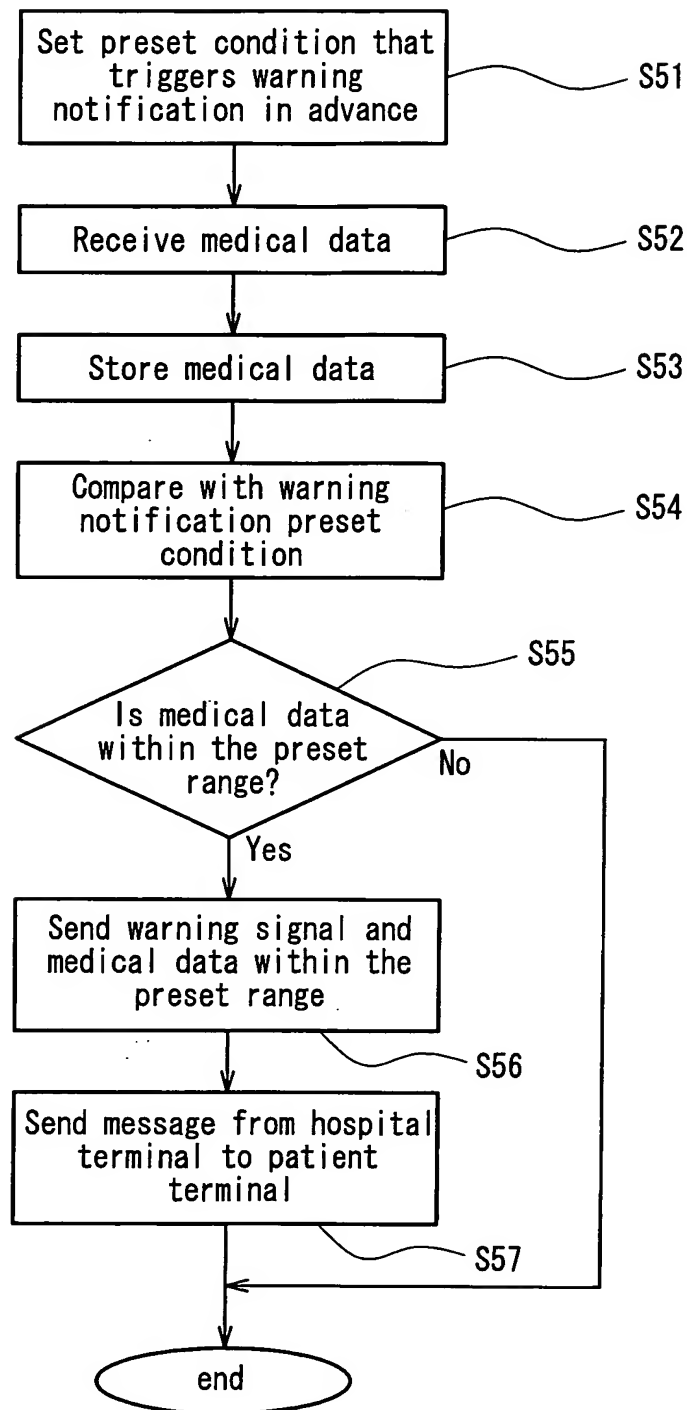 Set preset condition that
triggers warning
notification in advance
S51
Receive medical data
S52
Store medical data
S53
Compare with warning
notification preset
condition
S54
S55
Is medical data
within the preset
range?
No
Yes
Send warning signal and
medical data within the
preset range
S56
Send message from hospital
terminal to patient
terminal
S57
end